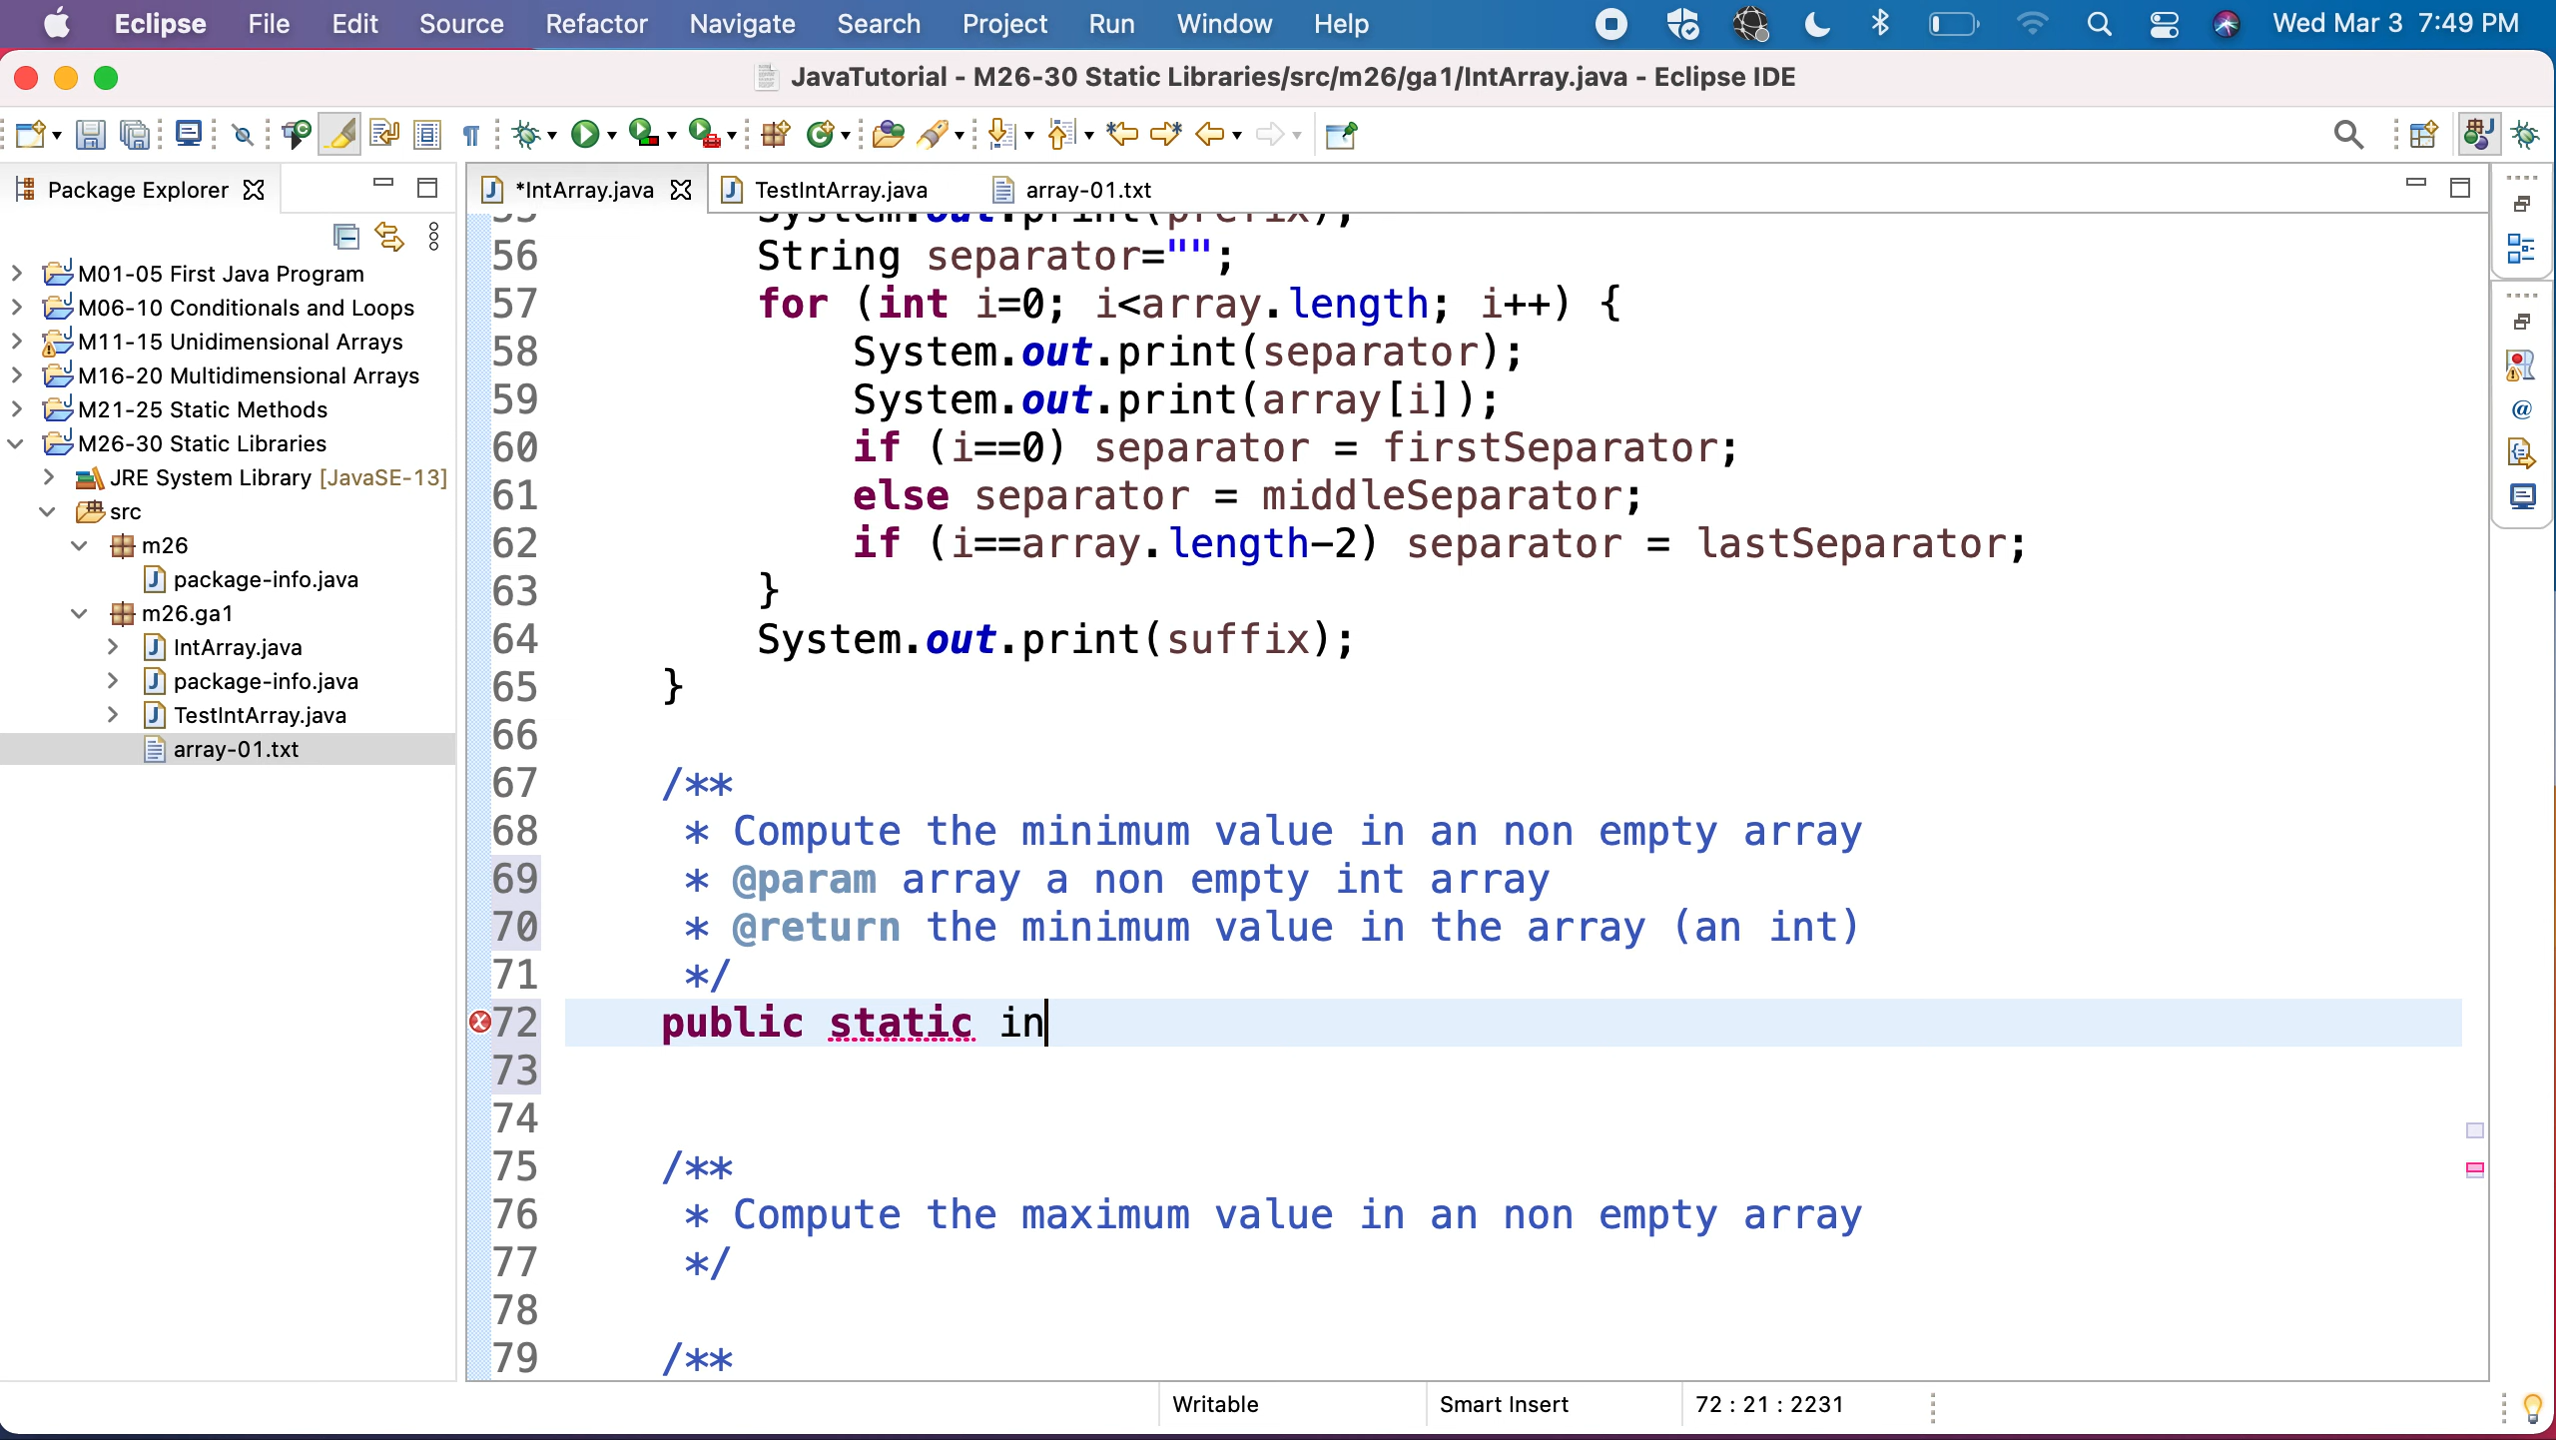 Eclipse File Edit Source Refactor Navigate Search Project Run Window Help Wed Mar 3 7:49 PM
JavaTutorial - M26-30 Static Libraries/src/m26/ga1/IntArray.java - Eclipse IDE
Package Explorer
*IntArray.java TestIntArray.java array-01.txt
M01-05 First Java Program
M06-10 Conditionals and Loops
M11-15 Unidimensional Arrays
M16-20 Multidimensional Arrays
M21-25 Static Methods
M26-30 Static Libraries
JRE System Library [JavaSE-13]
src
m26
package-info.java
m26.ga1
IntArray.java
package-info.java
TestIntArray.java
array-01.txt
55 System.out.print(prefix);
56 String separator="";
57 for (int i=0; i<array.length; i++) {
58 System.out.print(separator);
59 System.out.print(array[i]);
60 if (i==0) separator = firstSeparator;
61 else separator = middleSeparator;
62 if (i==array.length-2) separator = lastSeparator;
63 }
64 System.out.print(suffix);
65 }
66
67 /**
68 * Compute the minimum value in an non empty array
69 * @param array a non empty int array
70 * @return the minimum value in the array (an int)
71 */
72 public static in
73
74
75 /**
76 * Compute the maximum value in an non empty array
77 */
78
79 /**
Writable Smart Insert 72 : 21 : 2231